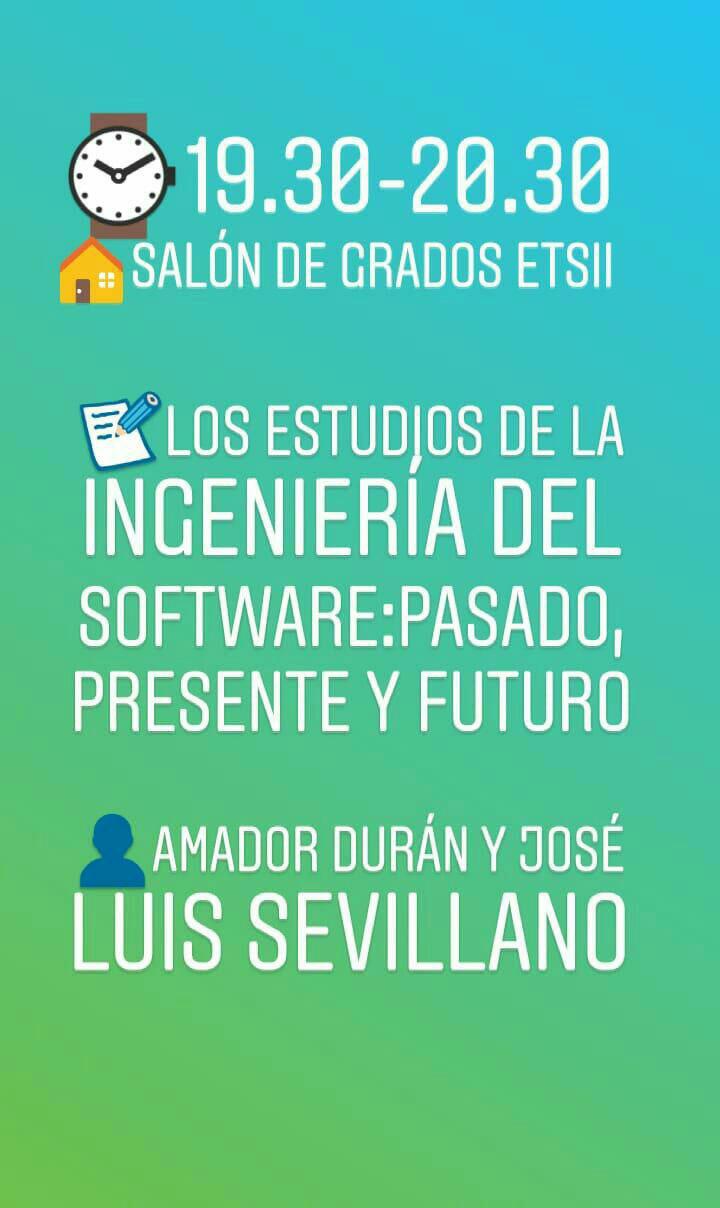 19.30-20.30
SALÓN DE GRADOS ETSII
LOS ESTUDIOS DE LA
INGENIERÍA DEL
SOFTWARE:PASADO,
PRESENTE Y FUTURO
AMADOR DURÁN Y JOSÉ
LUIS SEVILLANO